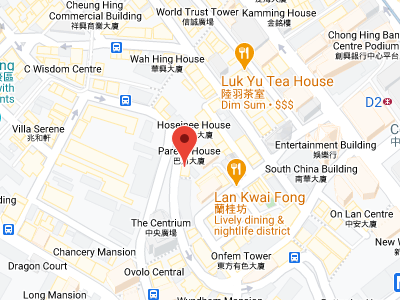 Cheung Hing
Commercial Building
祥興商業大廈
World Trust Tower
信誠廣場
Kamming House
金銘樓
Chong Hing Ban
Centre Podium
創興銀行中心平台
Wah Hing House
華興大廈
C Wisdom Centre
Luk Yu Tea House
陸羽茶室
Dim Sum • $$$
D2
Villa Serene
兆和軒
Hoseinee House
大廈
Entertainment Building
娛樂行
Parek House
巴 大廈
South China Building
南華大廈
Lan Kwai Fong
蘭桂坊
Lively dining &
nightlife district
The Centrium
中央廣場
On Lan Centre
中安大廈
Chancery Mansion
Dragon Court
Ovolo Central
Onfem Tower
東方有色大廈
New W
Long Mansion
Wyndham Mansion